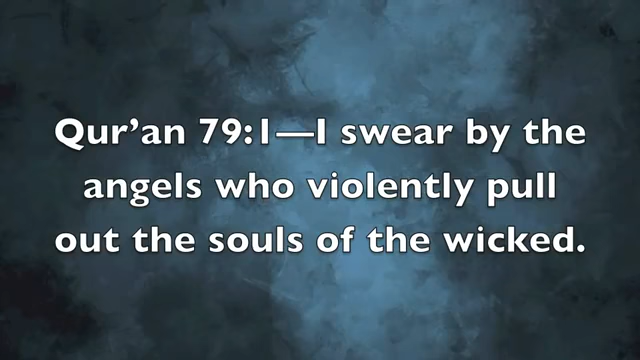 Qur’an 79:1—I swear by the
angels who violently pull
out the souls of the wicked.